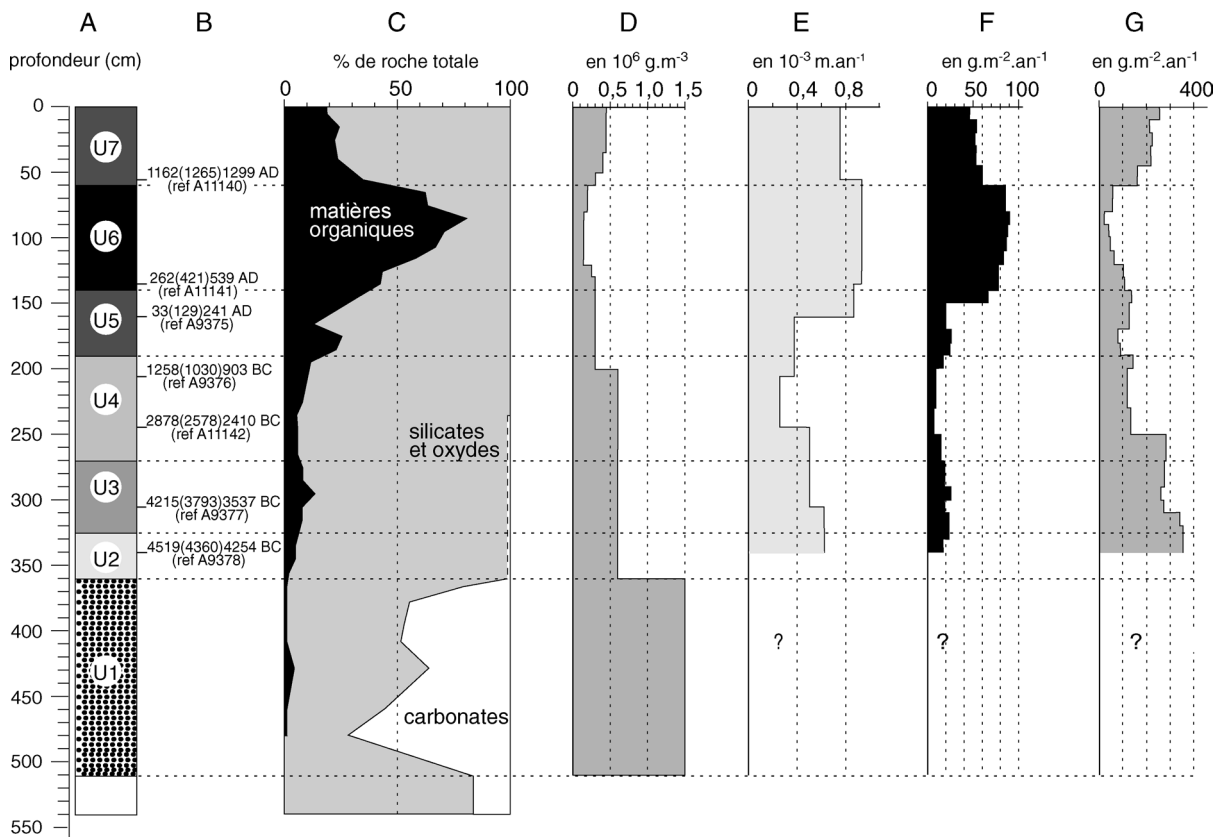 A B C D E F G
profondeur (cm) % de roche totale en 10⁶ g.m⁻³ en 10⁻³ m.an⁻¹ en g.m⁻².an⁻¹ en g.m⁻².an⁻¹
0 50 100 0 0,5 1,0 1,5 0 0,4 0,8 0 50 100 0 400
0
U7
50
1162(1265)1299 AD
(ref A11140)
matières
organiques
100
U6
262(421)539 AD
(ref A11141)
150
33(129)241 AD
U5
(ref A9375)
200
1258(1030)903 BC
(ref A9376)
U4
2878(2578)2410 BC
(ref A11142)
silicates
et oxydes
250
U3
300
4215(3793)3537 BC
(ref A9377)
4519(4360)4254 BC
(ref A9378)
U2
350
400
? ? ?
U1
450
carbonates
500
550